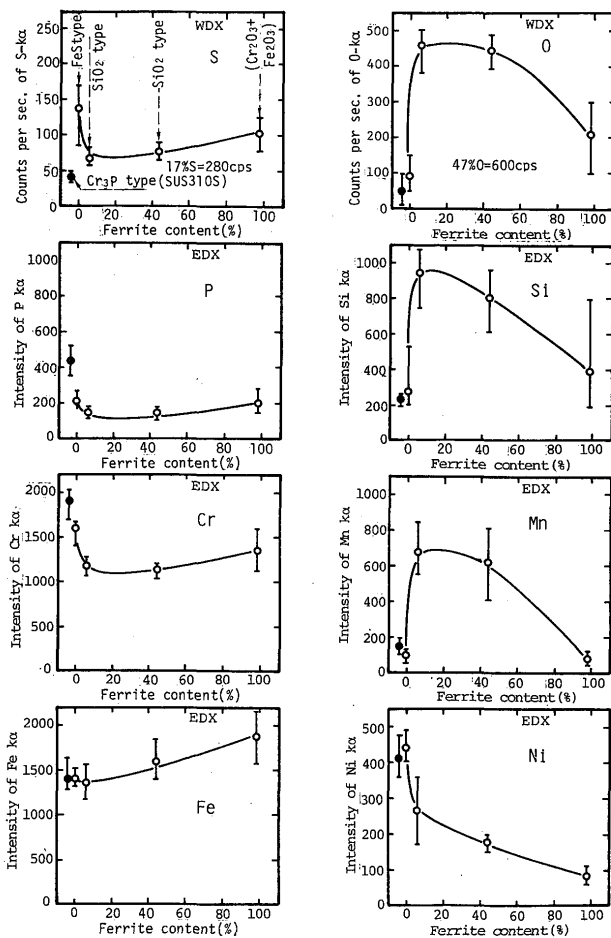 WDX
S
FeS type
SiO2 type
SiO2 type
(Cr2O3+
Fe2O3)
Counts per sec. of S-kα
250
200
150
100
50
0
17%S=280cps
Cr3P type(SUS310S)
0 20 40 60 80 100
Ferrite content(%)
WDX
O
Counts per sec. of O-kα
500
400
300
200
100
0
47%O=600cps
0 20 40 60 80 100
Ferrite content(%)
EDX
P
Intensity of P kα
1000
800
600
400
200
0
0 20 40 60 80 100
Ferrite content(%)
EDX
Si
Intensity of Si kα
1000
800
600
400
200
0
0 20 40 60 80 100
Ferrite content(%)
EDX
Cr
Intensity of Cr kα
2000
1500
1000
500
0
0 20 40 60 80 100
Ferrite content(%)
EDX
Mn
Intensity of Mn kα
1000
800
600
400
200
0
0 20 40 60 80 100
Ferrite content(%)
EDX
Fe
Intensity of Fe kα
2000
1500
1000
500
0
0 20 40 60 80 100
Ferrite content(%)
EDX
Ni
Intensity of Ni kα
500
400
300
200
100
0
0 20 40 60 80 100
Ferrite content(%)